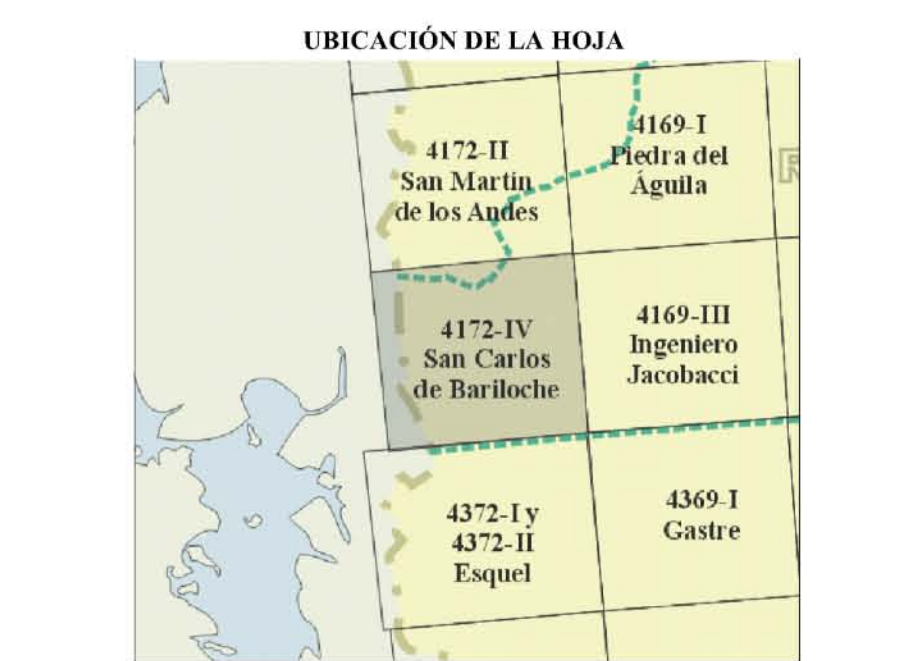 UBICACIÓN DE LA HOJA
4172-II
San Martín
de los Andes
4169-I
Piedra del
Águila
R
4172-IV
San Carlos
de Bariloche
4169-III
Ingeniero
Jacobacci
4372-I y
4372-II
Esquel
4369-I
Gastre